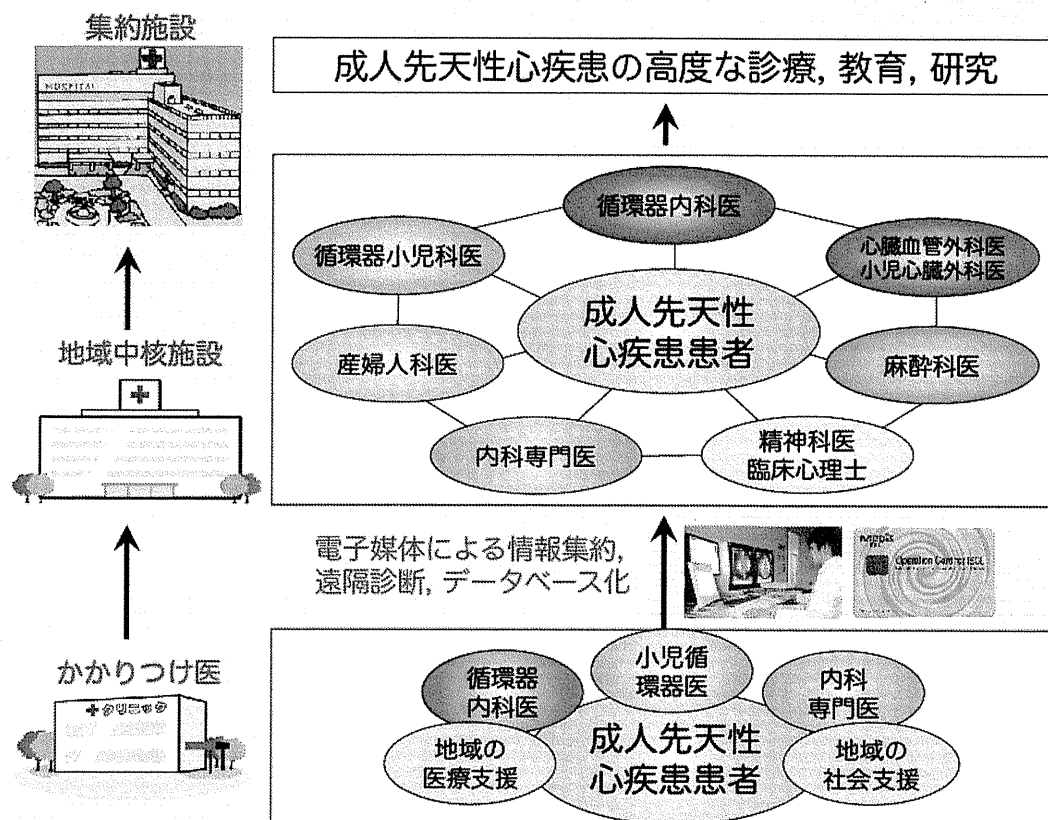 集約施設
HOSPITAL
成人先天性心疾患の高度な診療, 教育, 研究
循環器内科医
循環器小児科医
心臓血管外科医
小児心臓外科医
成人先天性
心疾患患者
産婦人科医
麻酔科医
内科専門医
精神科医
臨床心理士
地域中核施設
電子媒体による情報集約,
遠隔診断, データベース化
かかりつけ医
クリニック
小児循
環器医
循環器
内科医
内科
専門医
成人先天性
心疾患患者
地域の
医療支援
地域の
社会支援